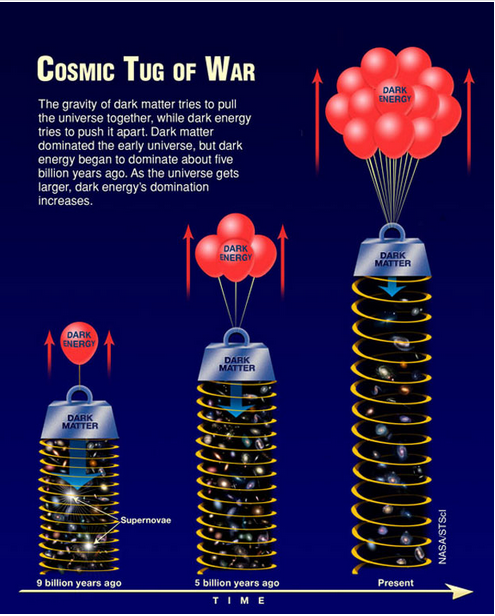 COSMIC TUG OF WAR
The gravity of dark matter tries to pull
the universe together, while dark energy
tries to push it apart. Dark matter
dominated the early universe, but dark
energy began to dominate about five
billion years ago. As the universe gets
larger, dark energy's domination
increases.
DARK
ENERGY
DARK
MATTER
DARK
ENERGY
DARK
MATTER
DARK
ENERGY
DARK
MATTER
Supernovae
NASA/STScI
9 billion years ago
5 billion years ago
Present
TIME